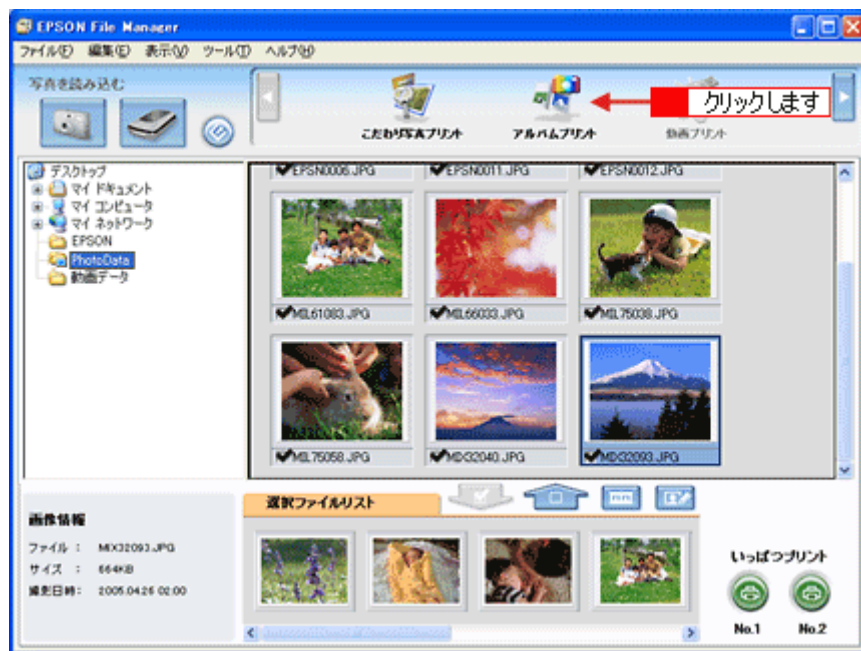 EPSON File Manager
ファイル(F) 編集(E) 表示(V) ツール(T) ヘルプ(H)
写真を読み込む
こだわり写真プリント
アルバムプリント
動画プリント
クリックします
デスクトップ
マイ ドキュメント
マイ コンピュータ
マイ ネットワーク
EPSON
PhotoData
動画データ
EPSN0006.JPG
EPSN0011.JPG
EPSN0012.JPG
MIL61083.JPG
MIL66033.JPG
MIL75038.JPG
MIL75058.JPG
MIX32040.JPG
MIX32093.JPG
選択ファイルリスト
画像情報
ファイル : MIX32093.JPG
サイズ : 664KB
撮影日時: 2005.04.26 02:00
いっぱつプリント
No.1 No.2